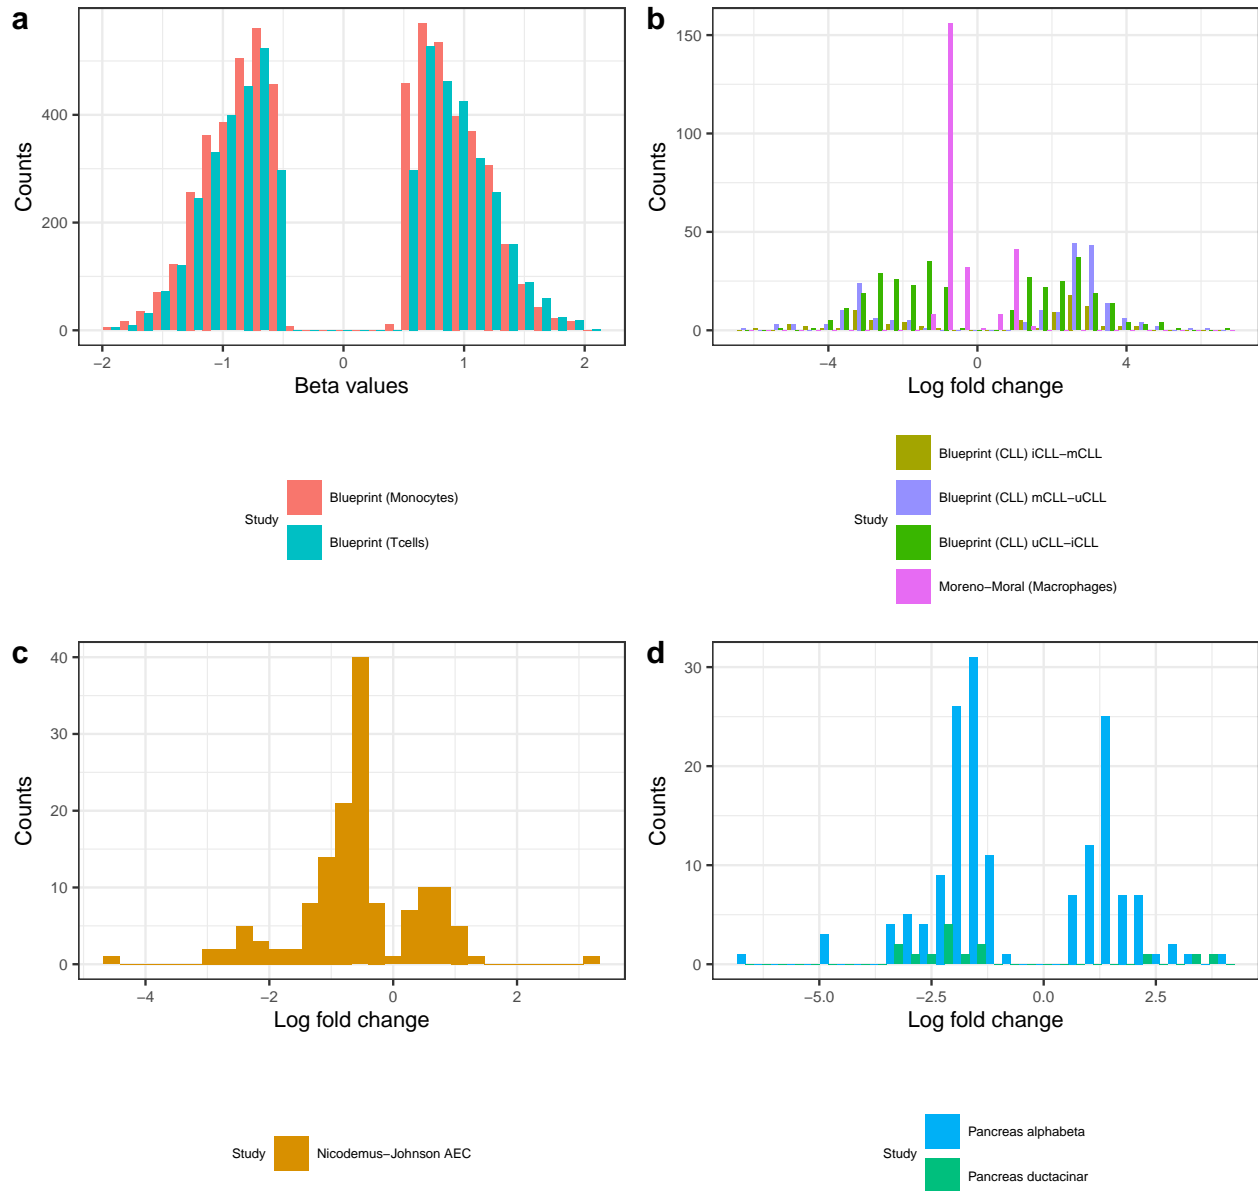 a
Counts
400
200
0
−2
−1
0
1
2
Beta values
Study
Blueprint (Monocytes)
Blueprint (Tcells)
b
Counts
150
100
50
0
−4
0
4
Log fold change
Study
Blueprint (CLL) iCLL−mCLL
Blueprint (CLL) mCLL−uCLL
Blueprint (CLL) uCLL−iCLL
Moreno−Moral (Macrophages)
c
Counts
40
30
20
10
0
−4
−2
0
2
Log fold change
Study
Nicodemus−Johnson AEC
d
Counts
30
20
10
0
−5.0
−2.5
0.0
2.5
Log fold change
Study
Pancreas alphabeta
Pancreas ductacinar